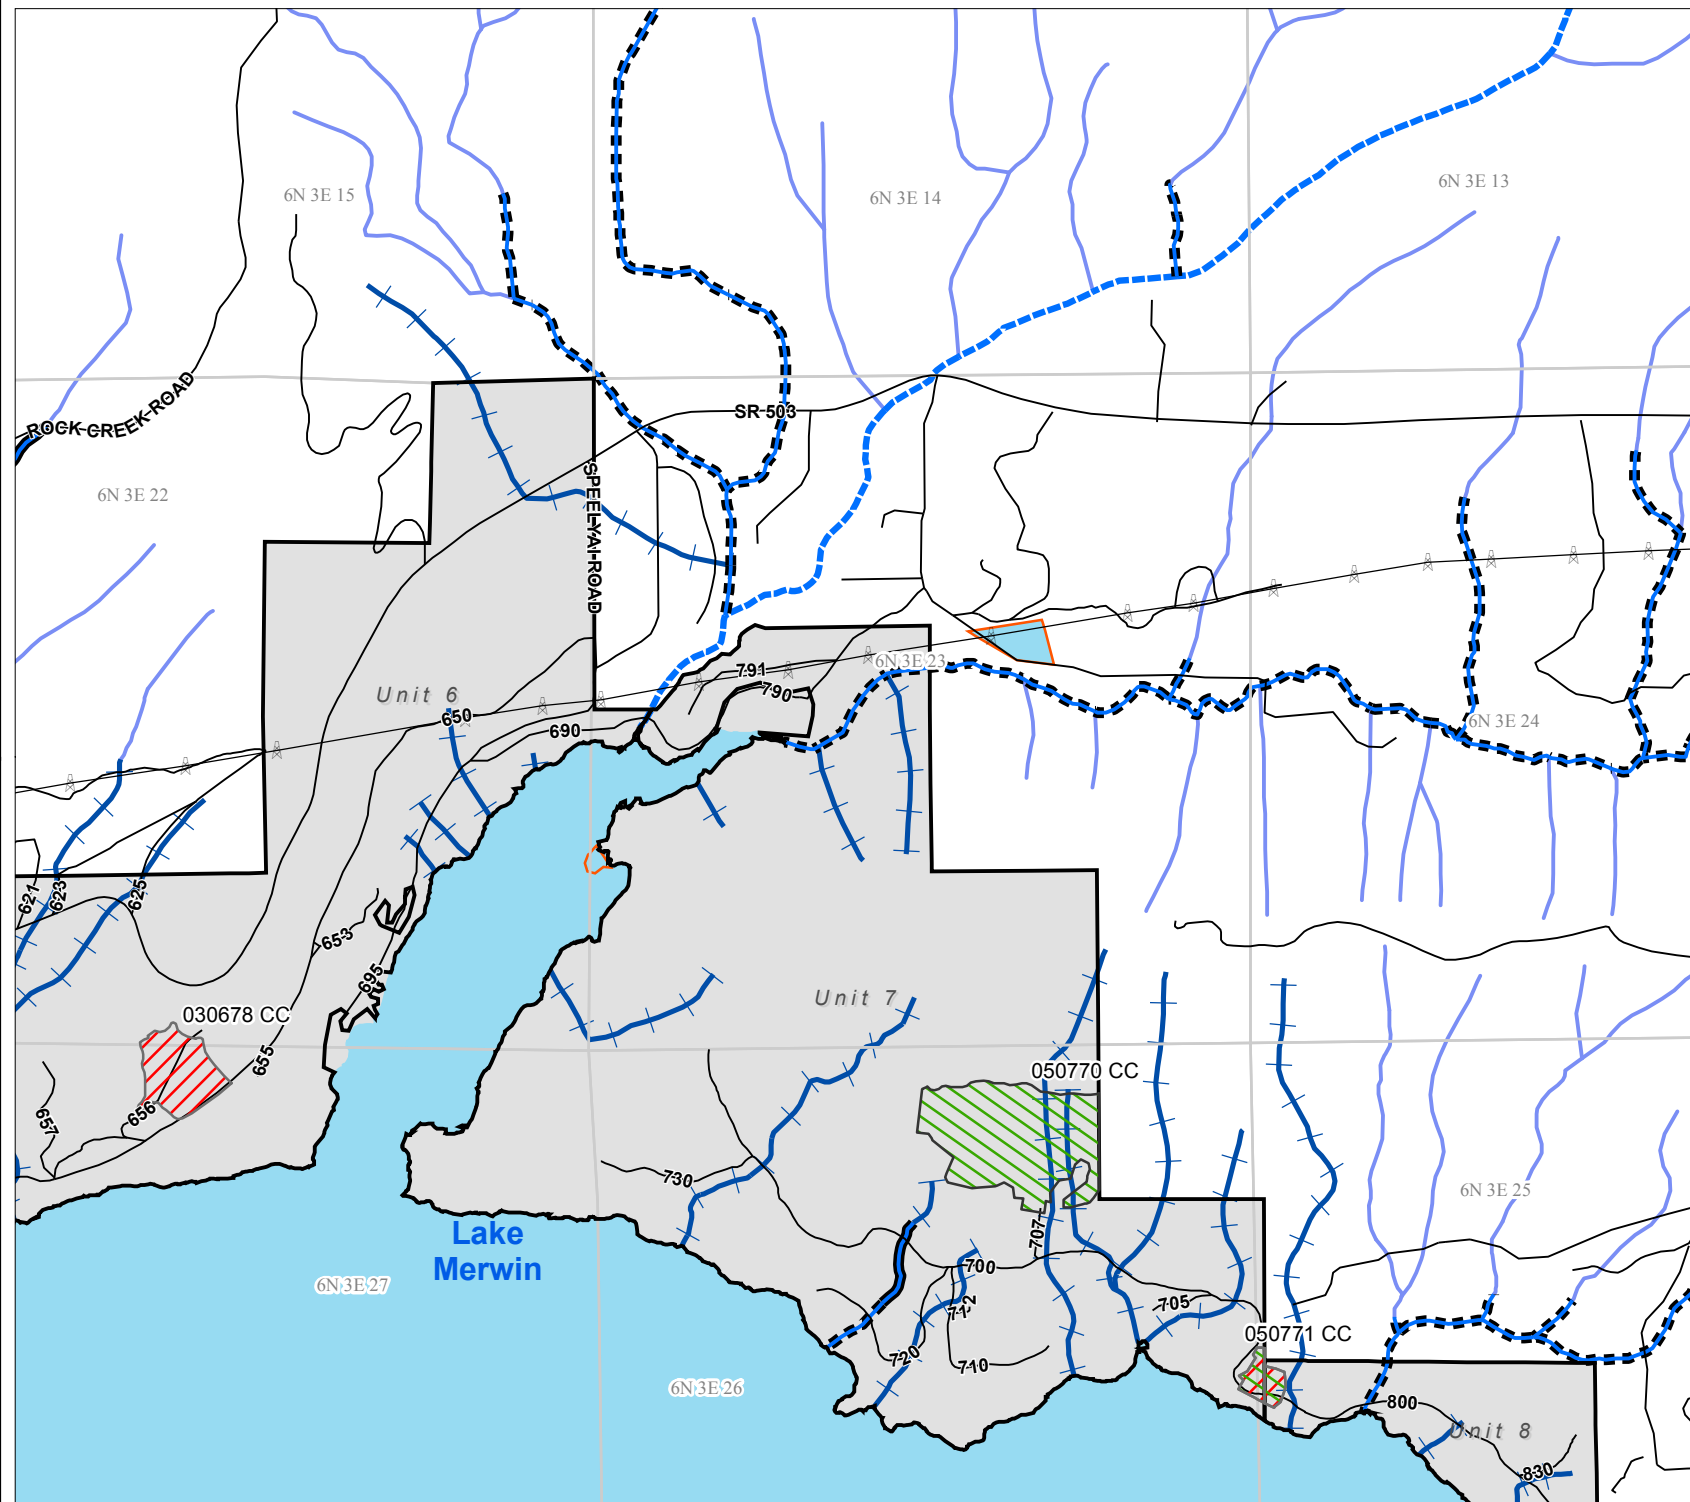 6N 3E 15
6N 3E 14
6N 3E 13
ROCK CREEK ROAD
SR 503
6N 3E 22
SPEELYAI ROAD
6N 3E 23
791
790
Unit 6
650
690
6N 3E 24
621
623
625
653
695
Unit 7
030678 CC
655
050770 CC
656
657
730
707
6N 3E 25
Lake
Merwin
6N 3E 27
700
712
705
050771 CC
720
710
6N 3E 26
800
Unit 8
830